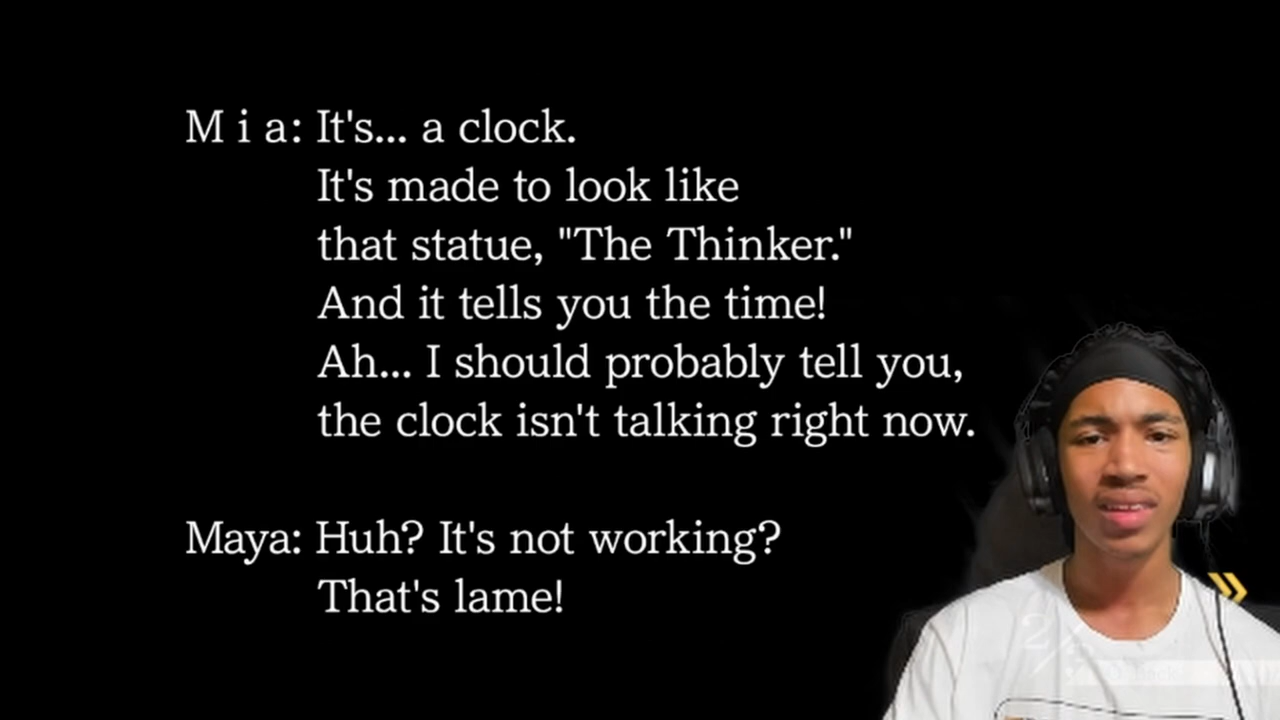 M i a: It's... a clock.
It's made to look like
that statue, "The Thinker."
And it tells you the time!
Ah... I should probably tell you,
the clock isn't talking right now.
Maya: Huh? It's not working?
That's lame!